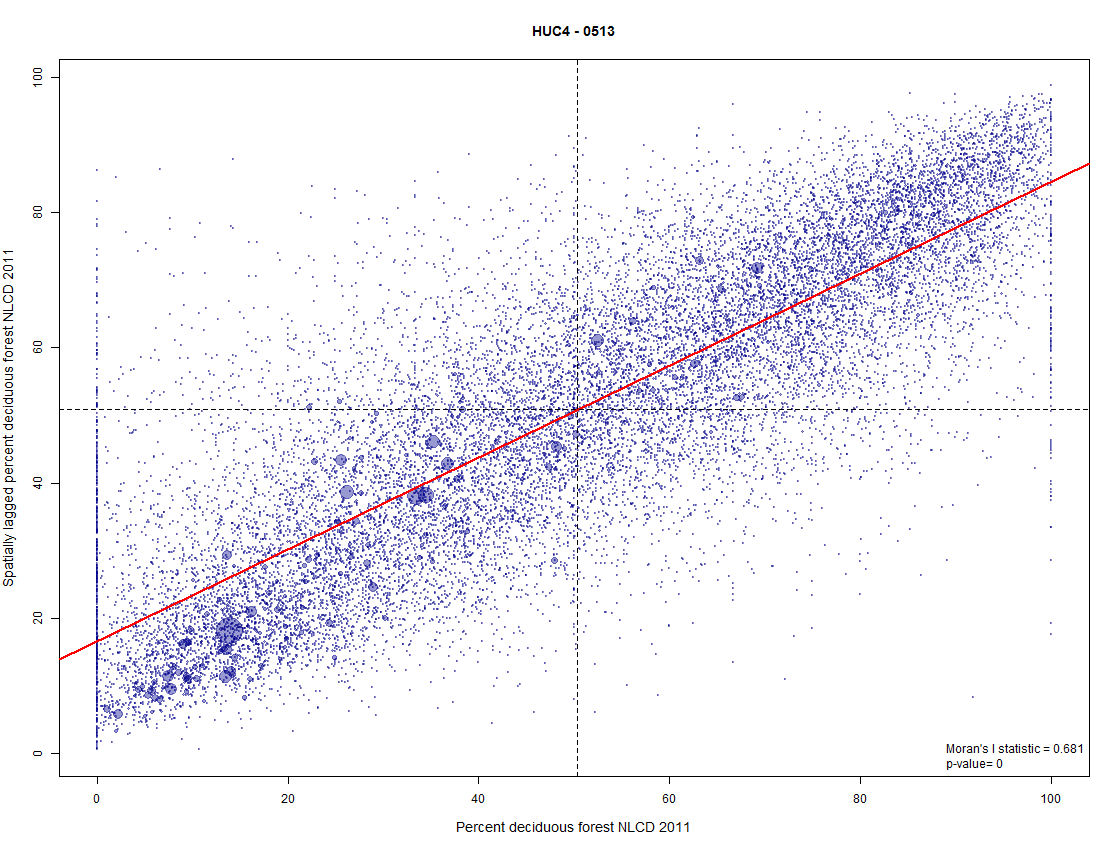 HUC4 - 0513
Spatially lagged percent deciduous forest NLCD 2011
100
80
60
40
20
0
Moran's I statistic = 0.681
p-value= 0
0 20 40 60 80 100
Percent deciduous forest NLCD 2011